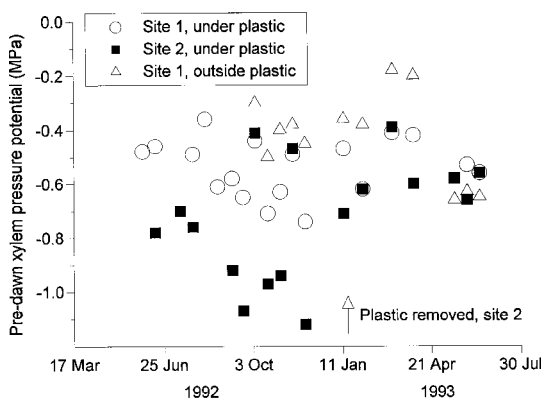 Pre-dawn xylem pressure potential (MPa)
0.0
-0.2
-0.4
-0.6
-0.8
-1.0
Site 1, under plastic
Site 2, under plastic
Site 1, outside plastic
Plastic removed, site 2
17 Mar
25 Jun
3 Oct
11 Jan
21 Apr
30 Jul
1992
1993